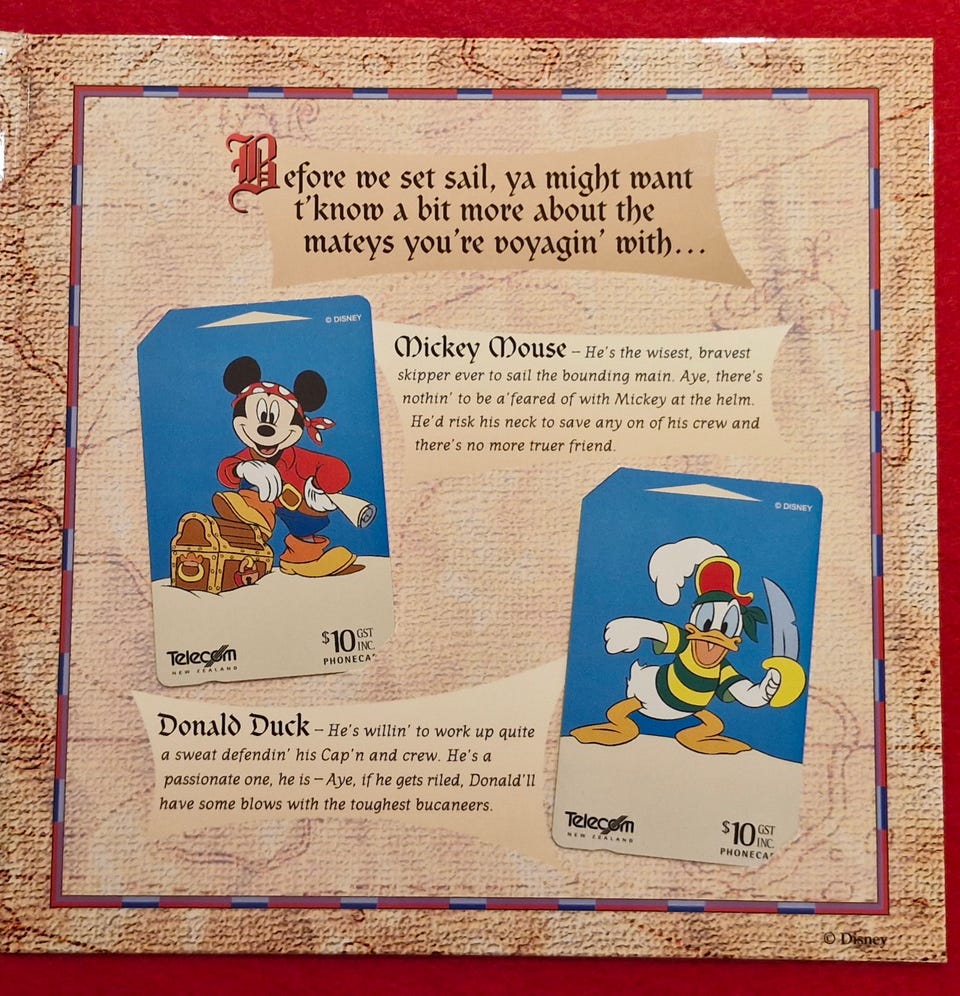 Before we set sail, ya might want
t'know a bit more about the
mateys you're voyagin' with...
© DISNEY
Telecom
NEW ZEALAND
$10 GST
INC.
PHONECA
Mickey Mouse – He's the wisest, bravest
skipper ever to sail the bounding main. Aye, there's
nothin' to be a'feared of with Mickey at the helm.
He'd risk his neck to save any on of his crew and
there's no more truer friend.
© DISNEY
Telecom
NEW ZEALAND
$10 GST
INC.
PHONECA
Donald Duck – He's willin' to work up quite
a sweat defendin' his Cap'n and crew. He's a
passionate one, he is – Aye, if he gets riled, Donald'll
have some blows with the toughest bucaneers.
© Disney